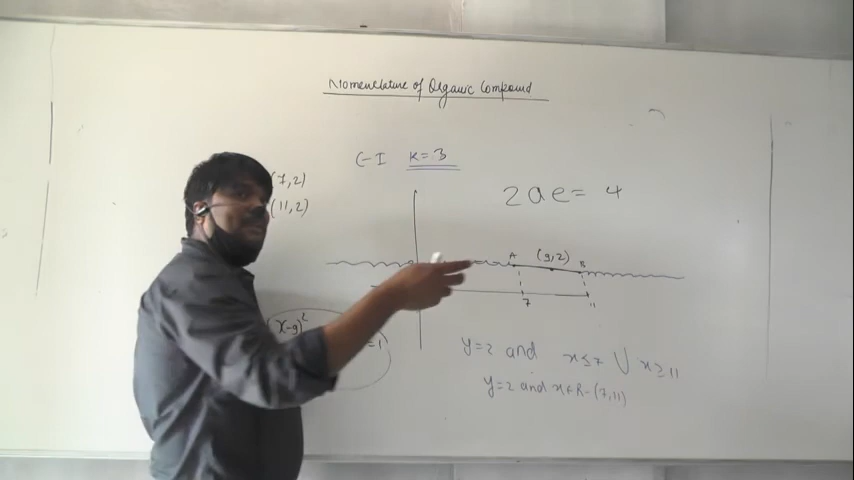 Nomenclature of Organic Compound
C-I K=3
(7,2)
(11,2)
2ae= 4
A (9,2) B
7 11
(x-9)²
=1
y=2 and x≤7 ∪ x≥11
y=2 and x∈R-(7,11)